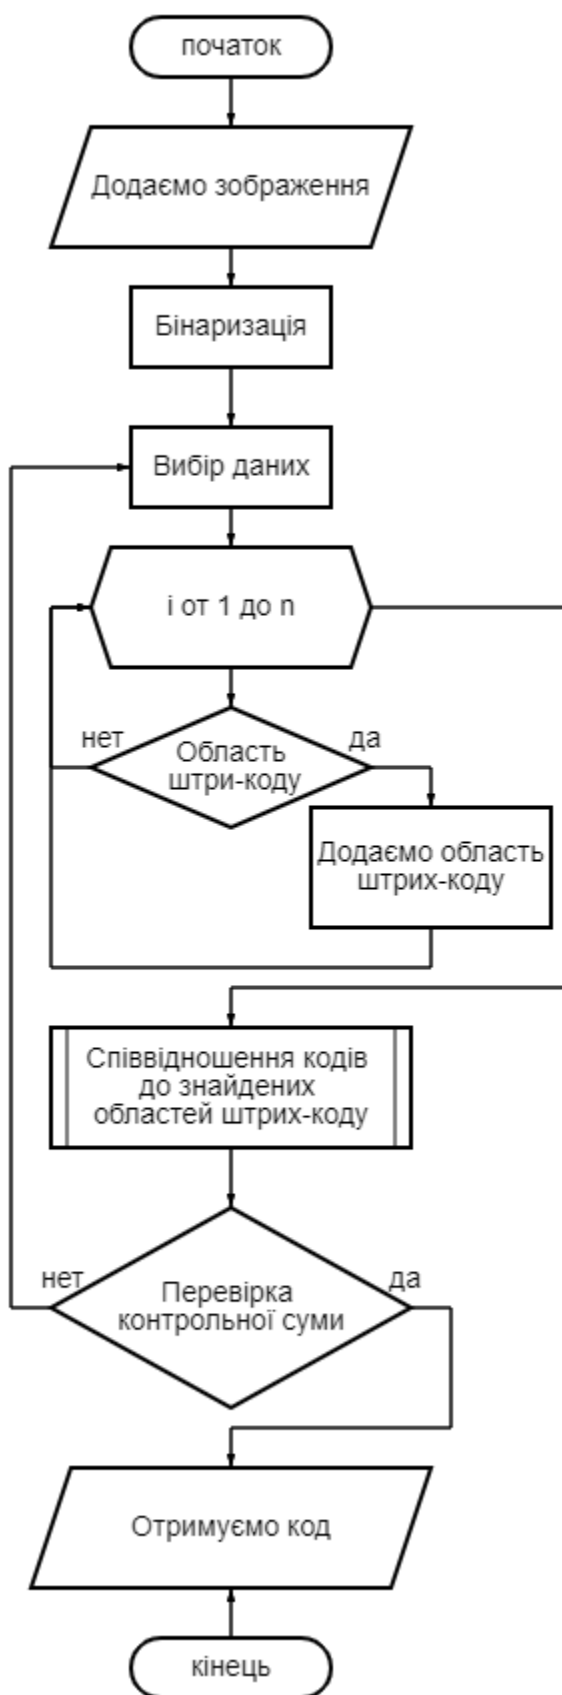 початок
Додаємо зображення
Бінаризація
Вибір даних
і от 1 до n
нет
Область
штри-коду
да
Додаємо область
штрих-коду
Співвідношення кодів
до знайдених
областей штрих-коду
нет
Перевірка
контрольної суми
да
Отримуємо код
кінець